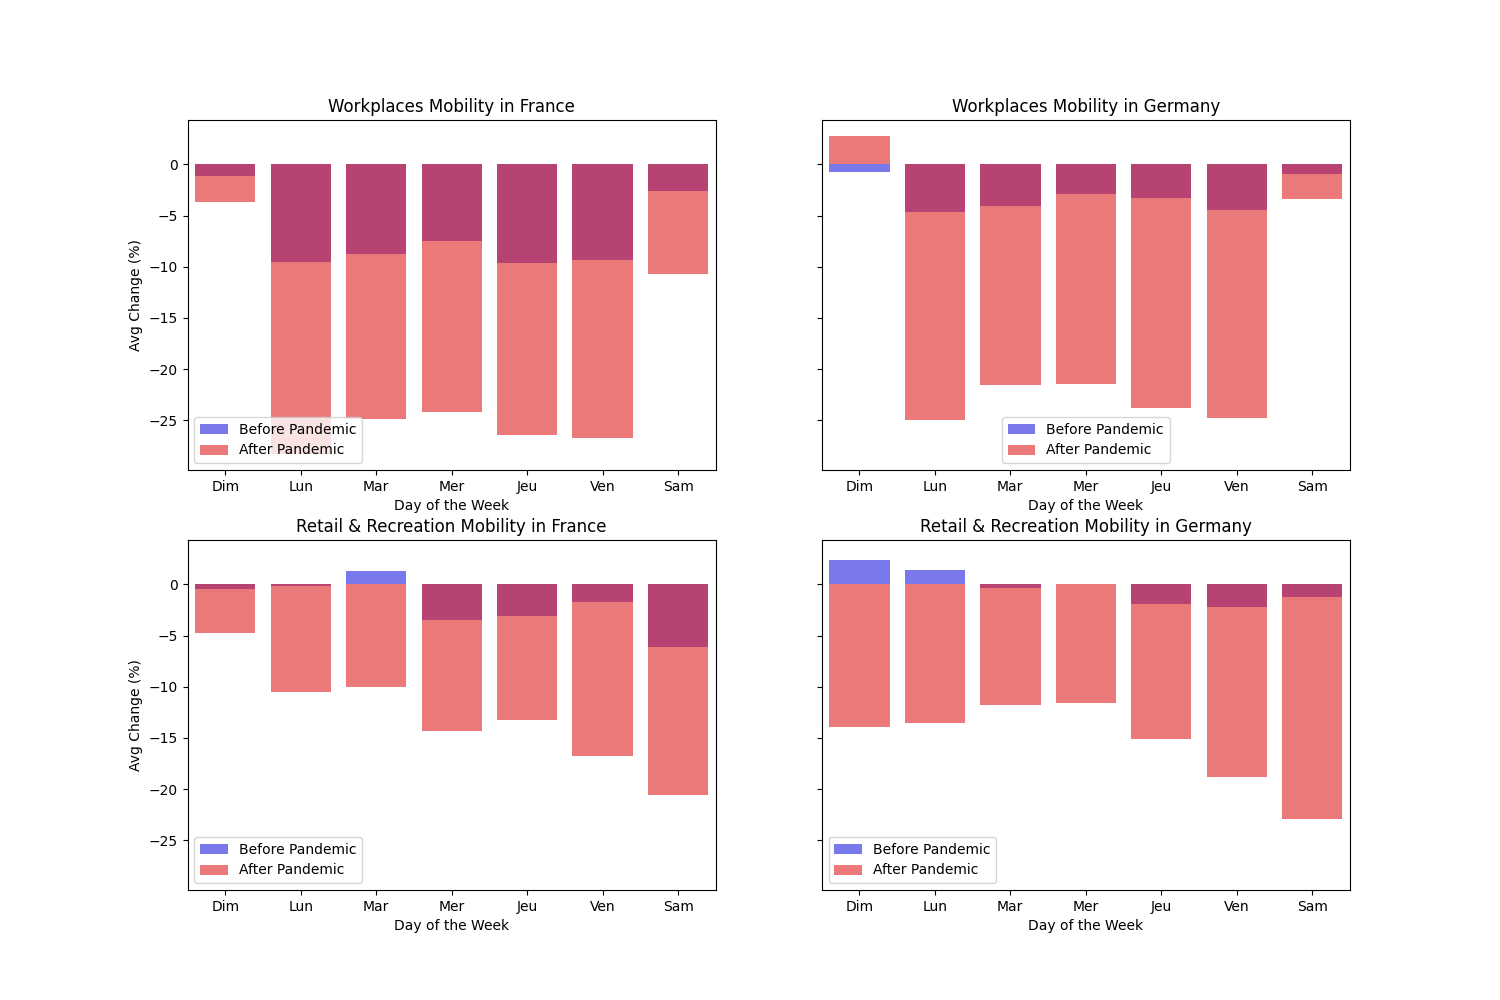 Workplaces Mobility in France
Avg Change (%)
0
−5
−10
−15
−20
−25
Before Pandemic
After Pandemic
Dim Lun Mar Mer Jeu Ven Sam
Day of the Week
Workplaces Mobility in Germany
Before Pandemic
After Pandemic
Dim Lun Mar Mer Jeu Ven Sam
Day of the Week
Retail & Recreation Mobility in France
Avg Change (%)
0
−5
−10
−15
−20
−25
Before Pandemic
After Pandemic
Dim Lun Mar Mer Jeu Ven Sam
Day of the Week
Retail & Recreation Mobility in Germany
Before Pandemic
After Pandemic
Dim Lun Mar Mer Jeu Ven Sam
Day of the Week